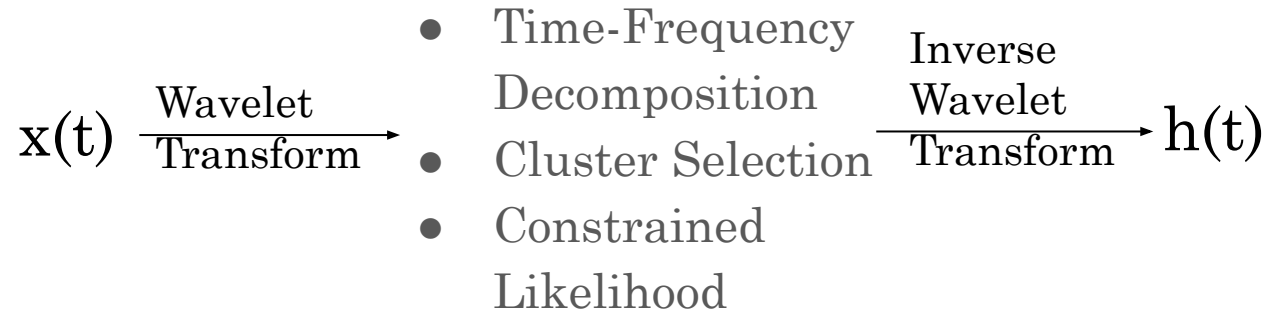 x(t)
Wavelet
Transform
● Time-Frequency
Decomposition
● Cluster Selection
● Constrained
Likelihood
Inverse
Wavelet
Transform
h(t)